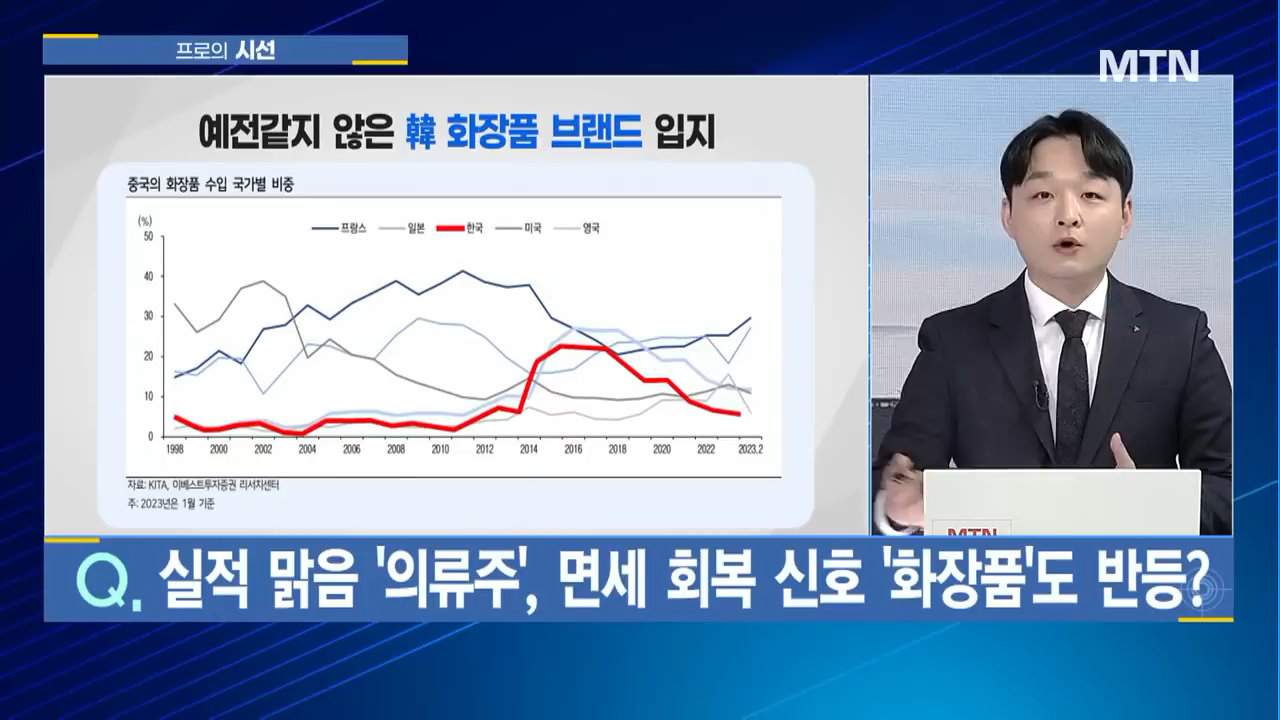 프로의 시선
MTN
예전같지 않은 韓 화장품 브랜드 입지
중국의 화장품 수입 국가별 비중
(%)
프랑스 일본 한국 미국 영국
50
40
30
20
10
0
1998 2000 2002 2004 2006 2008 2010 2012 2014 2016 2018 2020 2022 2023.2
자료: KITA, 이베스트투자증권 리서치센터
주: 2023년은 1월 기준
MTN
Q. 실적 맑음 '의류주', 면세 회복 신호 '화장품'도 반등?